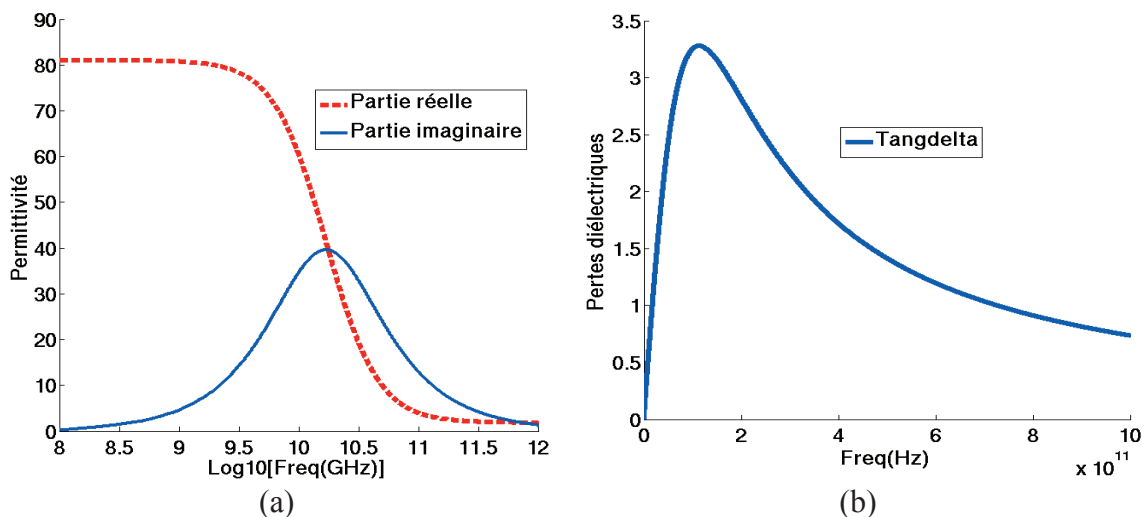 90
80
70
60
50
40
30
20
10
0
Permittivité
Partie réelle
Partie imaginaire
8 8.5 9 9.5 10 10.5 11 11.5 12
Log10[Freq(GHz)]
(a)
3.5
3
2.5
2
1.5
1
0.5
0
Pertes diélectriques
Tangdelta
0 2 4 6 8 10
Freq(Hz)
x 10^11
(b)